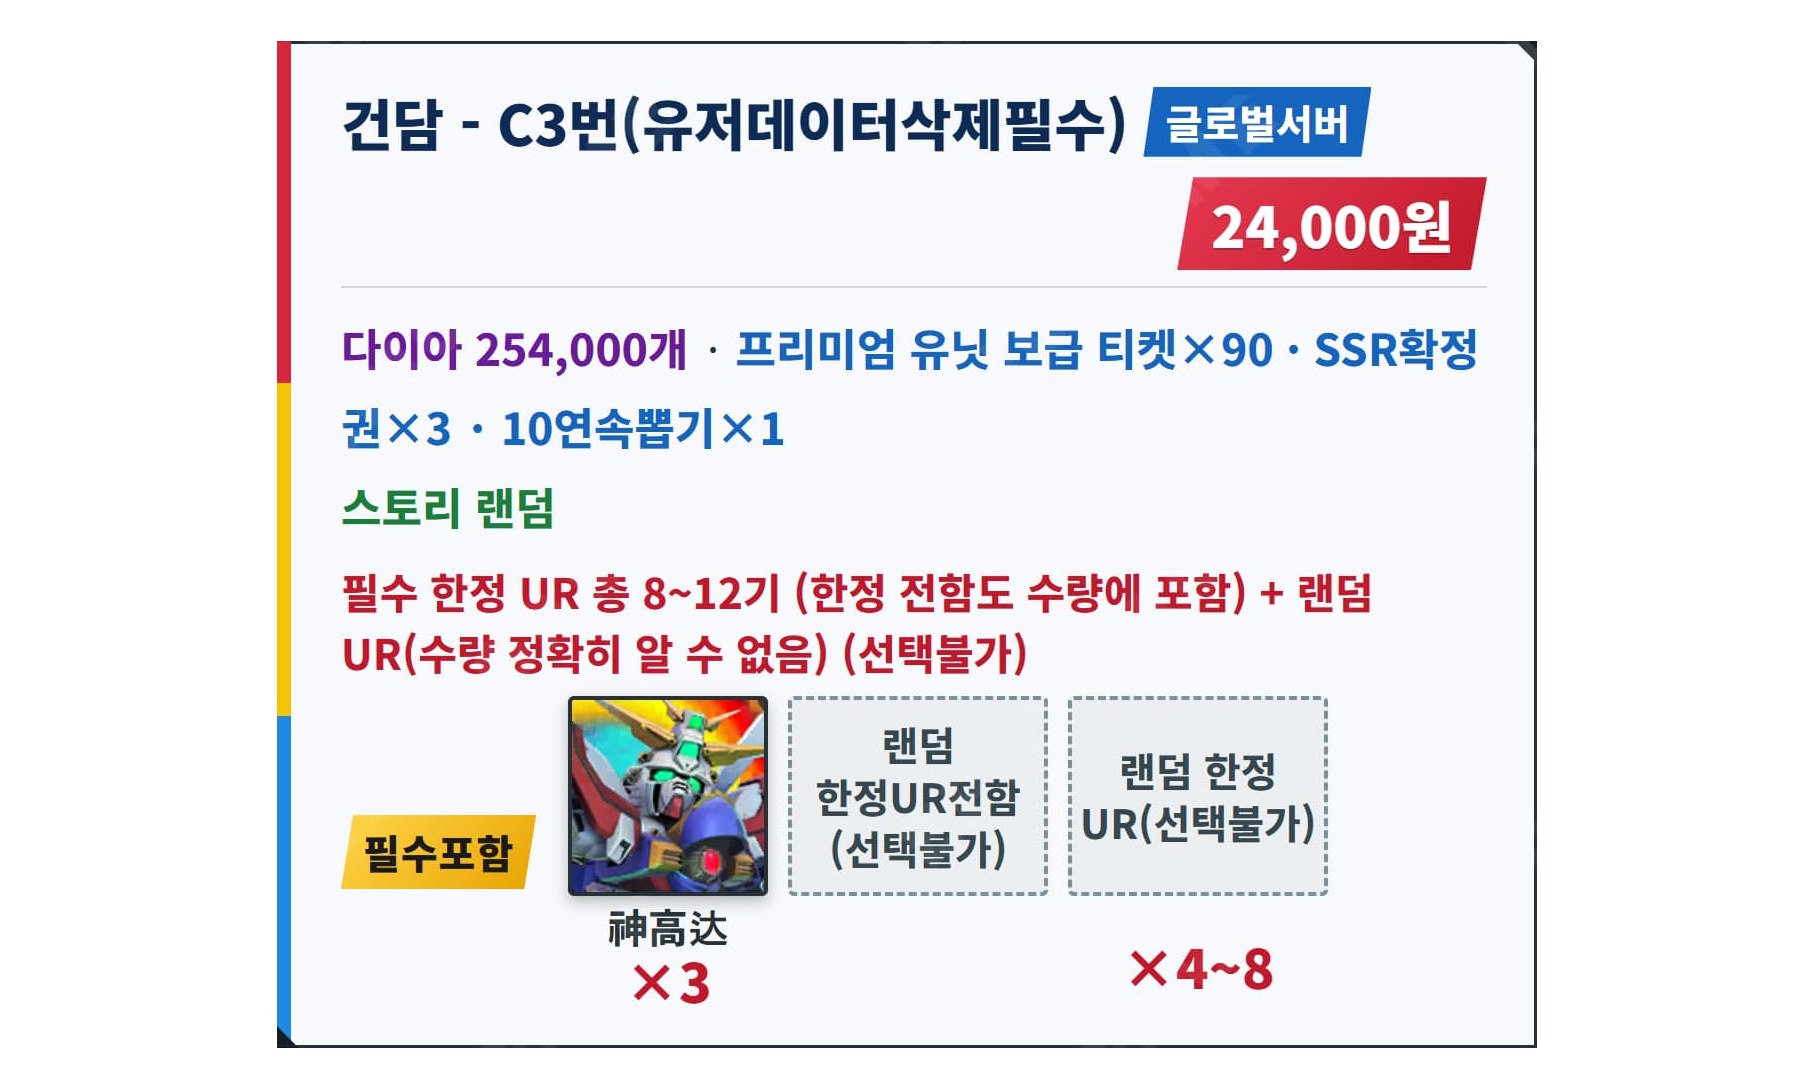 건담 - C3번(유저데이터삭제필수) 글로벌서버
24,000원
다이아 254,000개 · 프리미엄 유닛 보급 티켓×90 · SSR확정
권×3 · 10연속뽑기×1
스토리 랜덤
필수 한정 UR 총 8~12기 (한정 전함도 수량에 포함) + 랜덤
UR(수량 정확히 알 수 없음) (선택불가)
필수포함
神高达
×3
랜덤
한정UR전함
(선택불가)
랜덤 한정
UR(선택불가)
×4~8